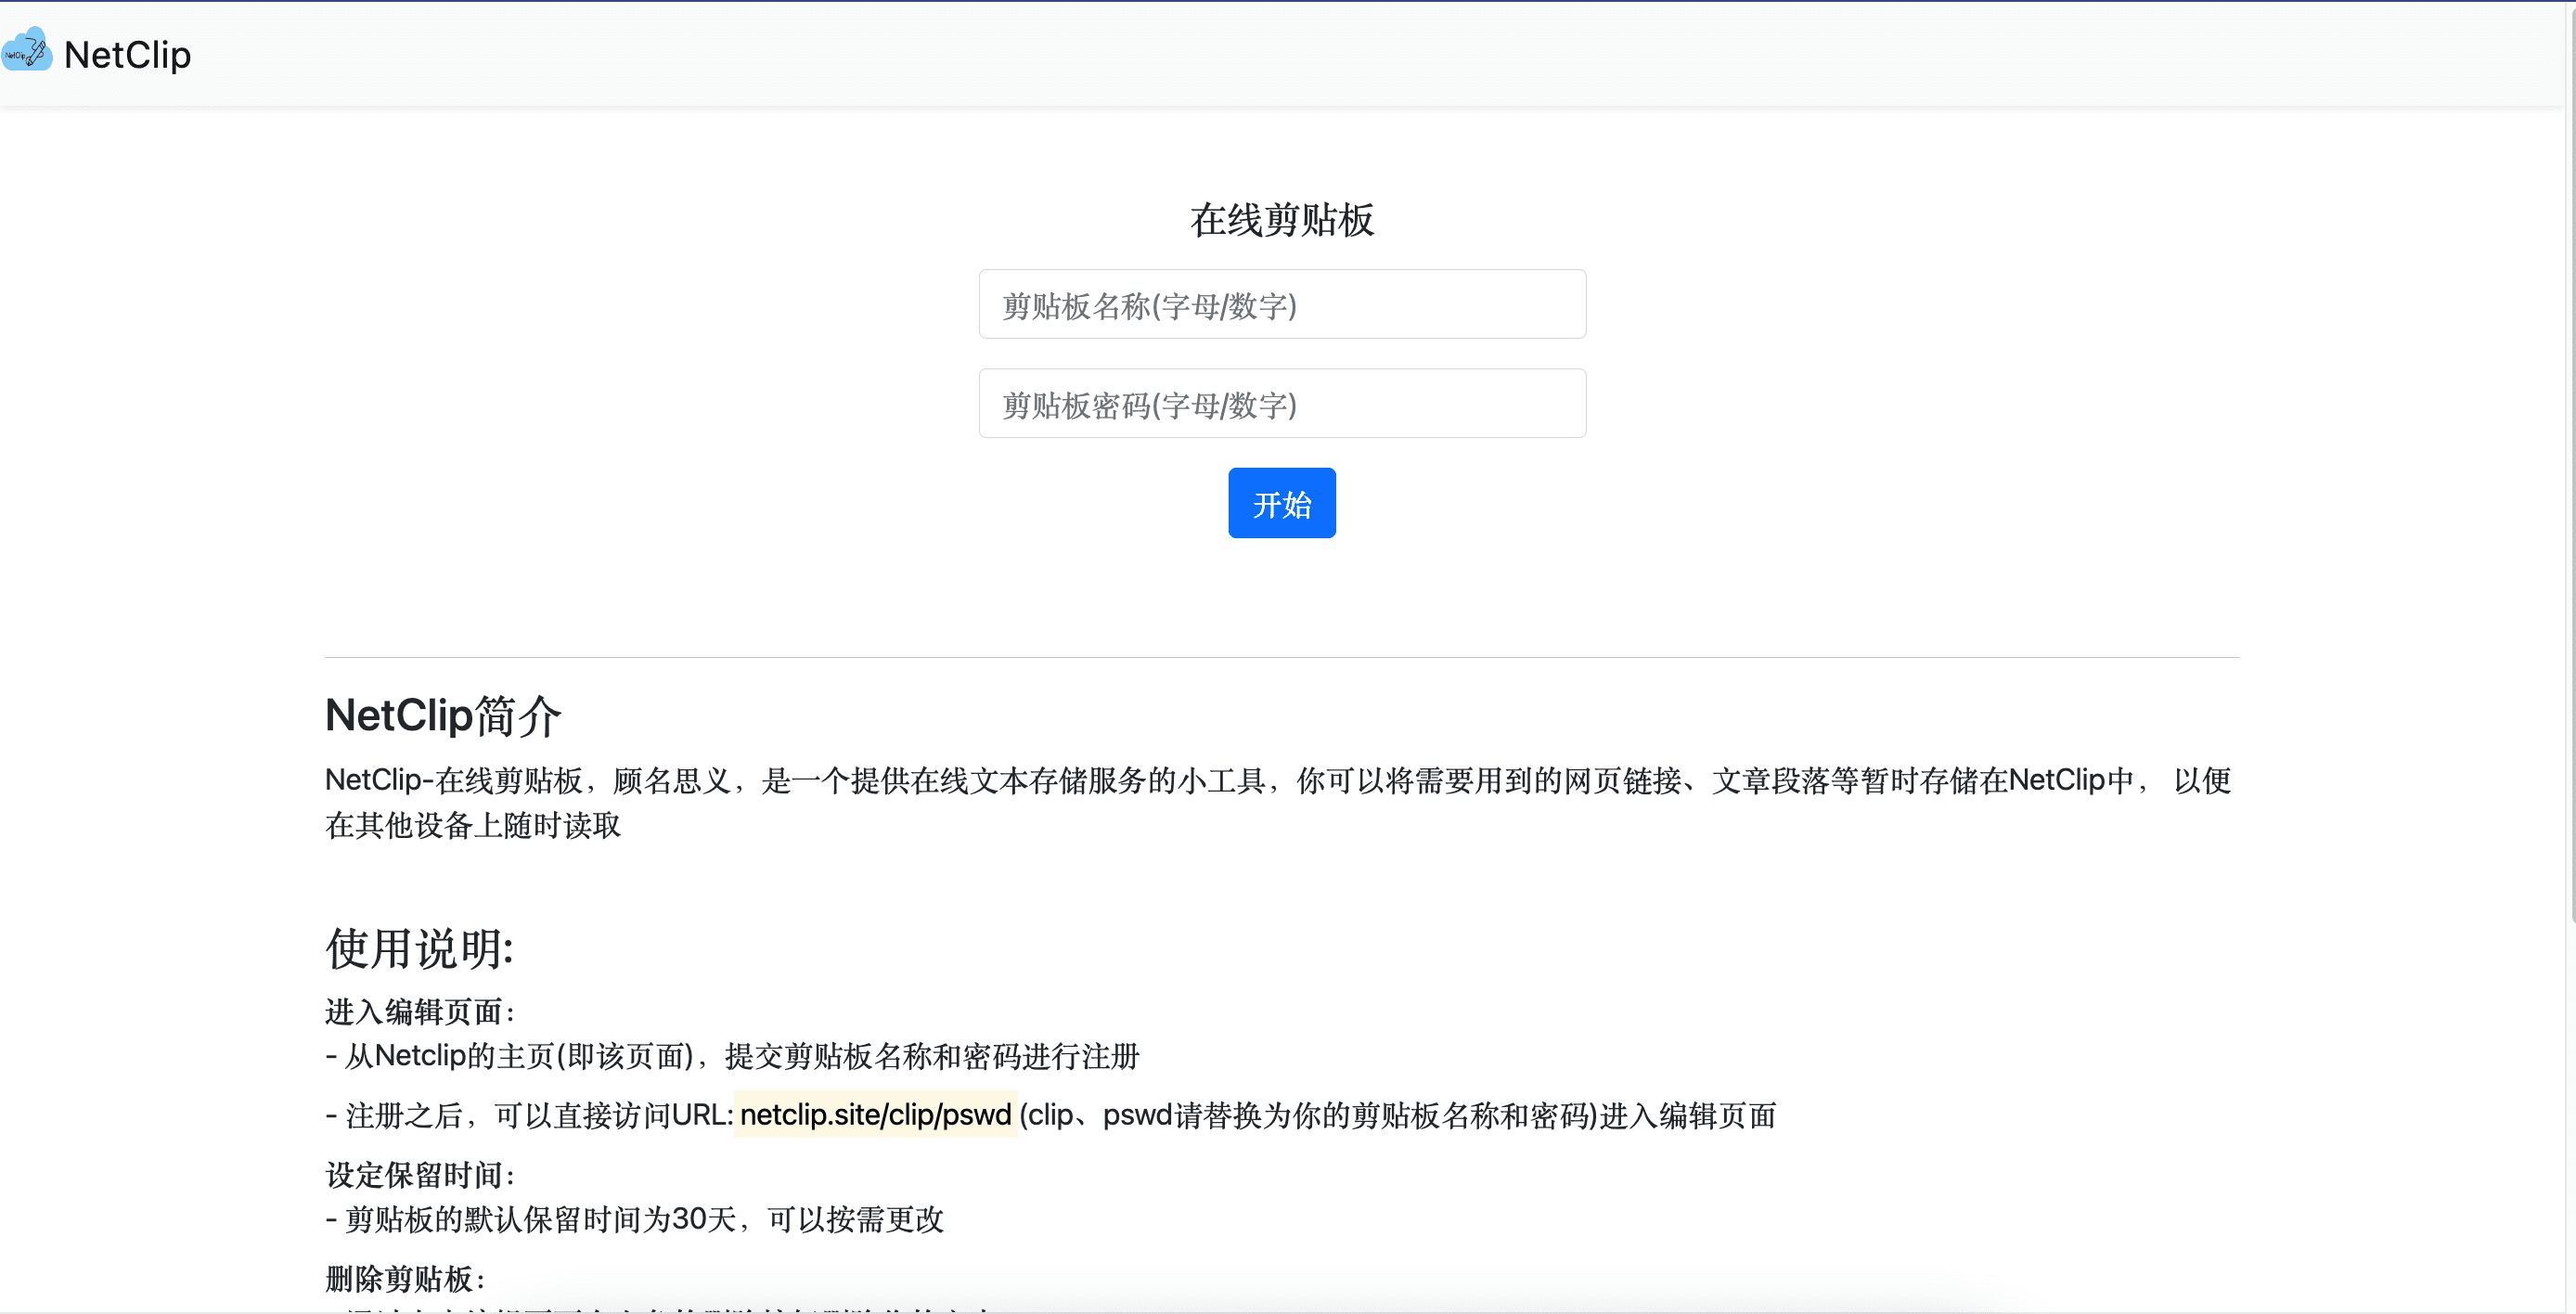 NetClip
NetClip
在线剪贴板
剪贴板名称(字母/数字)
剪贴板密码(字母/数字)
开始
NetClip简介
NetClip-在线剪贴板，顾名思义，是一个提供在线文本存储服务的小工具，你可以将需要用到的网页链接、文章段落等暂时存储在NetClip中， 以便
在其他设备上随时读取
使用说明:
进入编辑页面：
- 从Netclip的主页(即该页面)，提交剪贴板名称和密码进行注册
- 注册之后，可以直接访问URL: netclip.site/clip/pswd (clip、pswd请替换为你的剪贴板名称和密码)进入编辑页面
设定保留时间：
- 剪贴板的默认保留时间为30天，可以按需更改
删除剪贴板：